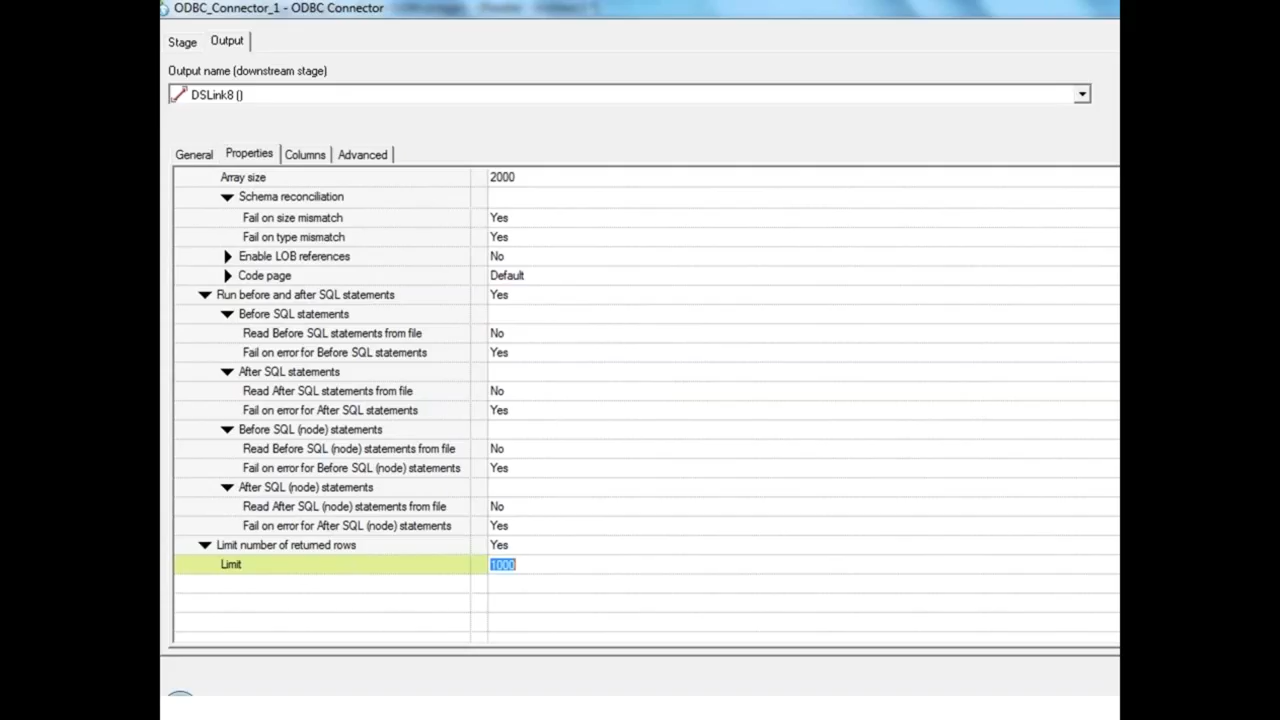 ODBC_Connector_1 - ODBC Connector
Stage Output
Output name (downstream stage)
DSLink8 ()
General Properties Columns Advanced
Array size 2000
Schema reconciliation
Fail on size mismatch Yes
Fail on type mismatch Yes
Enable LOB references No
Code page Default
Run before and after SQL statements Yes
Before SQL statements
Read Before SQL statements from file No
Fail on error for Before SQL statements Yes
After SQL statements
Read After SQL statements from file No
Fail on error for After SQL statements Yes
Before SQL (node) statements
Read Before SQL (node) statements from file No
Fail on error for Before SQL (node) statements Yes
After SQL (node) statements
Read After SQL (node) statements from file No
Fail on error for After SQL (node) statements Yes
Limit number of returned rows Yes
Limit 1000